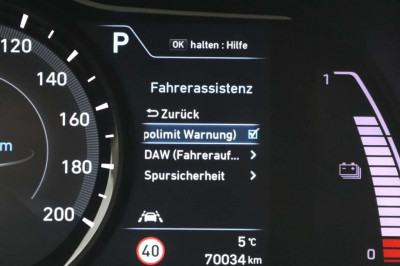 120
140
160
180
200
m
P
OK halten : Hilfe
Fahrerassistenz
Zurück
polimit Warnung)
DAW (Fahrerauf...
Spursicherheit
40
5 °C
70034 km
1
0